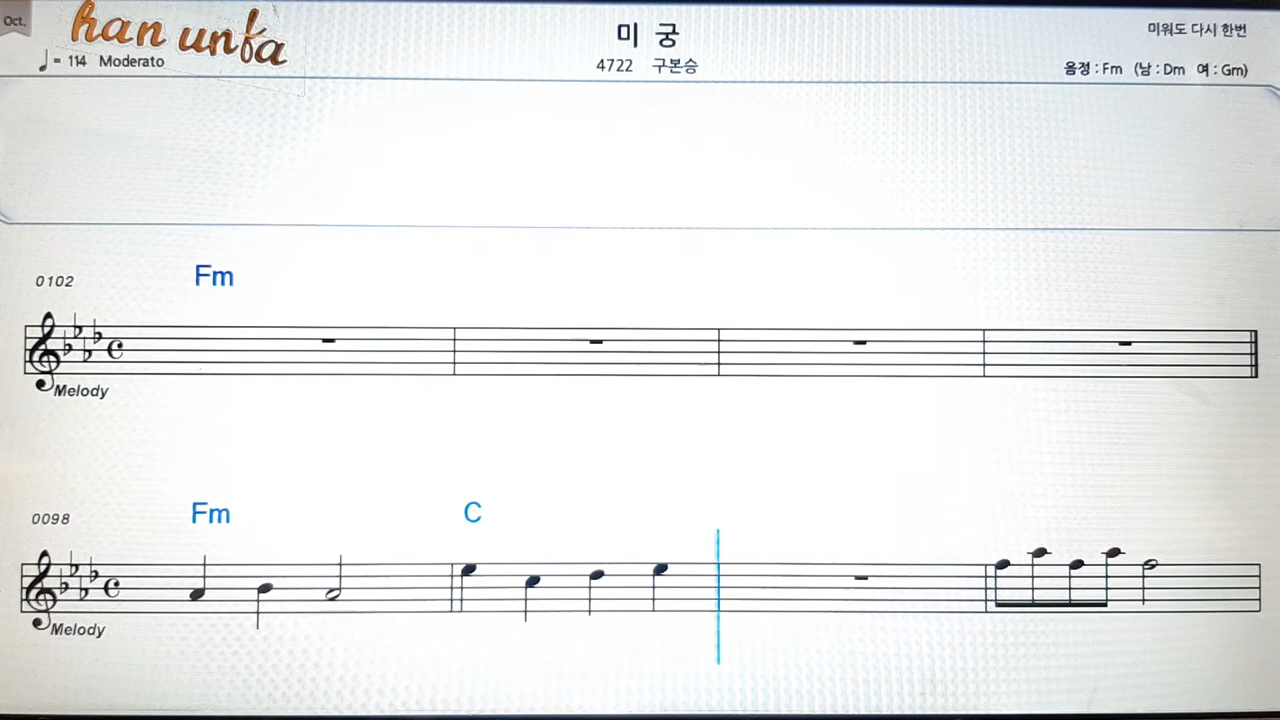 Oct.
han unfa
미 궁
미워도 다시 한번
♩= 114 Moderato
4722 구본승
음정 : Fm (남 : Dm 여 : Gm)
0102
Fm
Melody
0098
Fm C
Melody